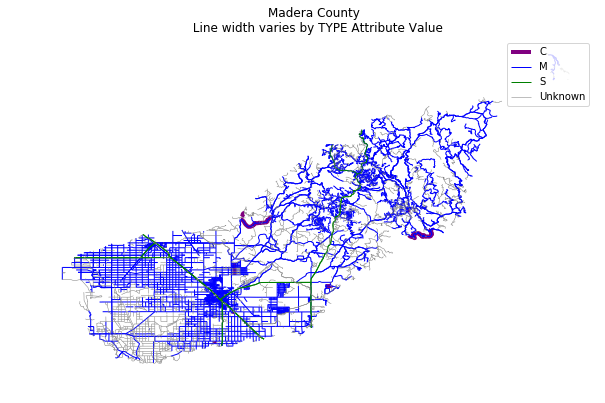 Madera County
Line width varies by TYPE Attribute Value
C
M
S
Unknown